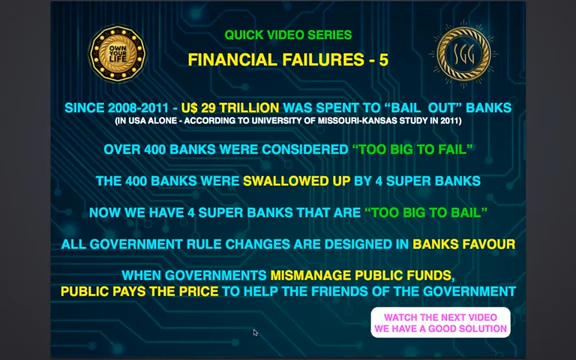 OWN
YOUR
LIFE
QUICK VIDEO SERIES
FINANCIAL FAILURES - 5
SGG
SINCE 2008-2011 - U$ 29 TRILLION WAS SPENT TO “BAIL OUT” BANKS
(IN USA ALONE - ACCORDING TO UNIVERSITY OF MISSOURI-KANSAS STUDY IN 2011)
OVER 400 BANKS WERE CONSIDERED “TOO BIG TO FAIL”
THE 400 BANKS WERE SWALLOWED UP BY 4 SUPER BANKS
NOW WE HAVE 4 SUPER BANKS THAT ARE “TOO BIG TO BAIL”
ALL GOVERNMENT RULE CHANGES ARE DESIGNED IN BANKS FAVOUR
WHEN GOVERNMENTS MISMANAGE PUBLIC FUNDS,
PUBLIC PAYS THE PRICE TO HELP THE FRIENDS OF THE GOVERNMENT
WATCH THE NEXT VIDEO
WE HAVE A GOOD SOLUTION